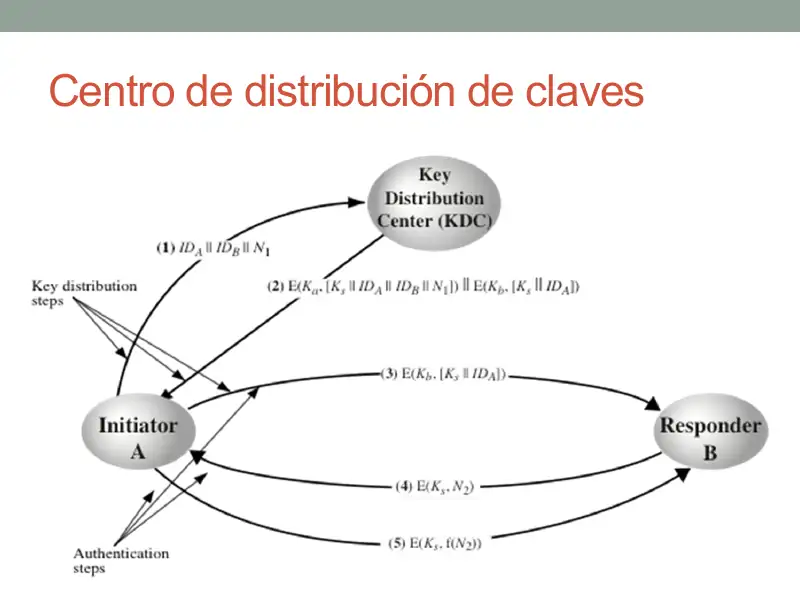 Centro de distribución de claves
Key
Distribution
Center (KDC)
(1) ID_A || ID_B || N_1
Key distribution
steps
(2) E(K_a, [K_s || ID_A || ID_B || N_1]) || E(K_b, [K_s || ID_A])
(3) E(K_b, [K_s || ID_A])
Initiator
A
Responder
B
(4) E(K_s, N_2)
(5) E(K_s, f(N_2))
Authentication
steps